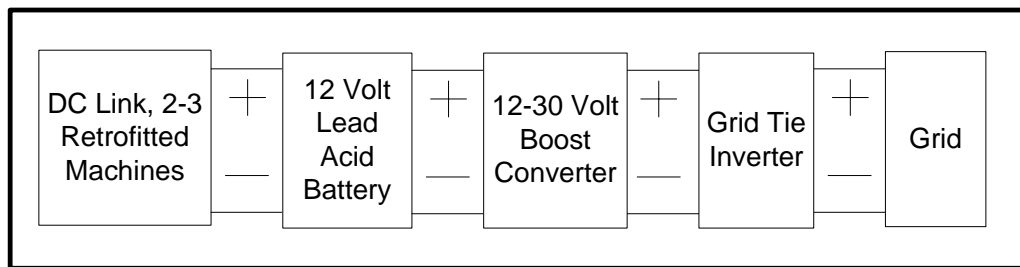 DC Link, 2-3
Retrofitted
Machines
+
—
12 Volt
Lead
Acid
Battery
+
—
12-30 Volt
Boost
Converter
+
—
Grid Tie
Inverter
+
—
Grid